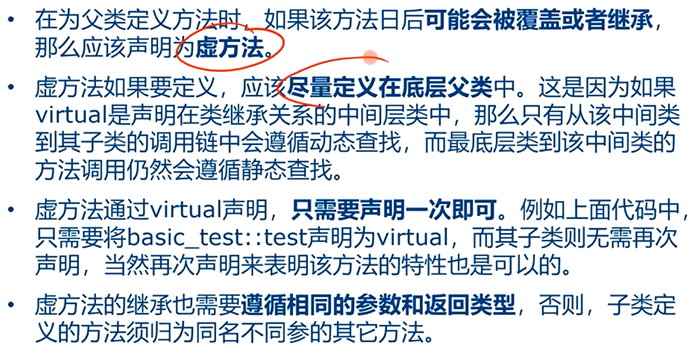 • 在为父类定义方法时，如果该方法日后可能会被覆盖或者继承，
那么应该声明为虚方法。
• 虚方法如果要定义，应该尽量定义在底层父类中。这是因为如果
virtual是声明在类继承关系的中间层类中，那么只有从该中间类
到其子类的调用链中会遵循动态查找，而最底层类到该中间类的
方法调用仍然会遵循静态查找。
• 虚方法通过virtual声明，只需要声明一次即可。例如上面代码中，
只需要将basic_test::test声明为virtual，而其子类则无需再次
声明，当然再次声明来表明该方法的特性也是可以的。
• 虚方法的继承也需要遵循相同的参数和返回类型，否则，子类定
义的方法须归为同名不同参的其它方法。